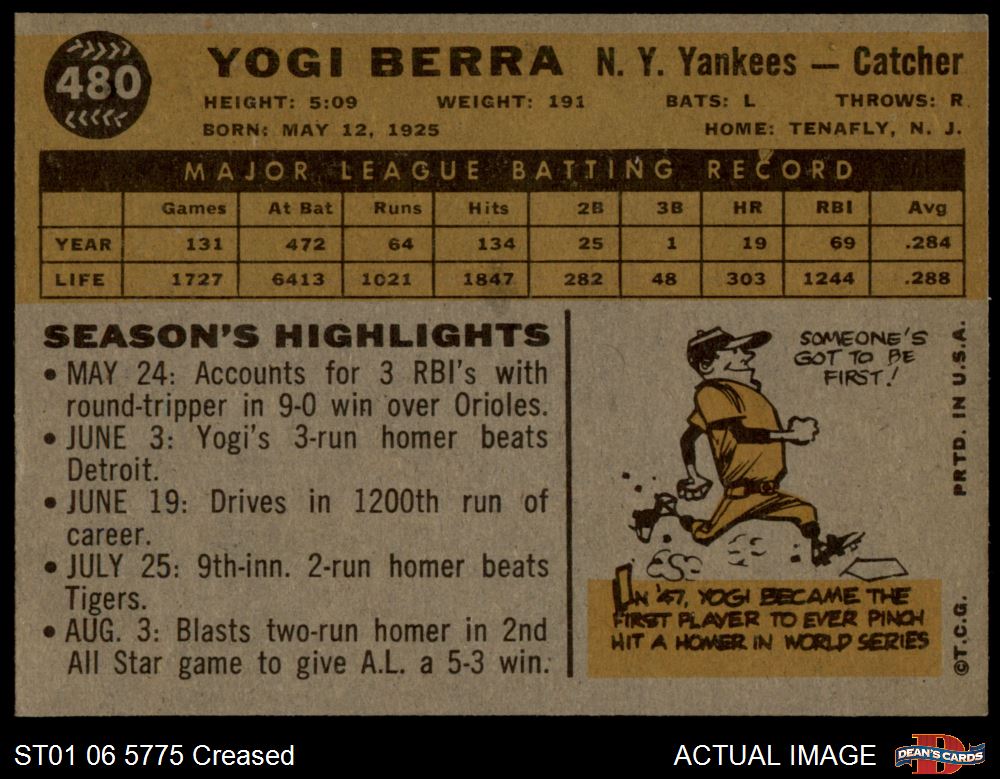 480
YOGI BERRA N. Y. Yankees — Catcher
HEIGHT: 5:09 WEIGHT: 191 BATS: L THROWS: R
BORN: MAY 12, 1925 HOME: TENAFLY, N. J.
MAJOR LEAGUE BATTING RECORD
Games At Bat Runs Hits 2B 3B HR RBI Avg
YEAR 131 472 64 134 25 1 19 69 .284
LIFE 1727 6413 1021 1847 282 48 303 1244 .288
SEASON'S HIGHLIGHTS
• MAY 24: Accounts for 3 RBI's with
round-tripper in 9-0 win over Orioles.
• JUNE 3: Yogi's 3-run homer beats
Detroit.
• JUNE 19: Drives in 1200th run of
career.
• JULY 25: 9th-inn. 2-run homer beats
Tigers.
• AUG. 3: Blasts two-run homer in 2nd
All Star game to give A.L. a 5-3 win.
SOMEONE'S
GOT TO BE
FIRST!
IN '47, YOGI BECAME THE
FIRST PLAYER TO EVER PINCH
HIT A HOMER IN WORLD SERIES
©T.C.G. PRTD. IN U.S.A.
ST01 06 5775 Creased ACTUAL IMAGE
DEAN'S CARDS